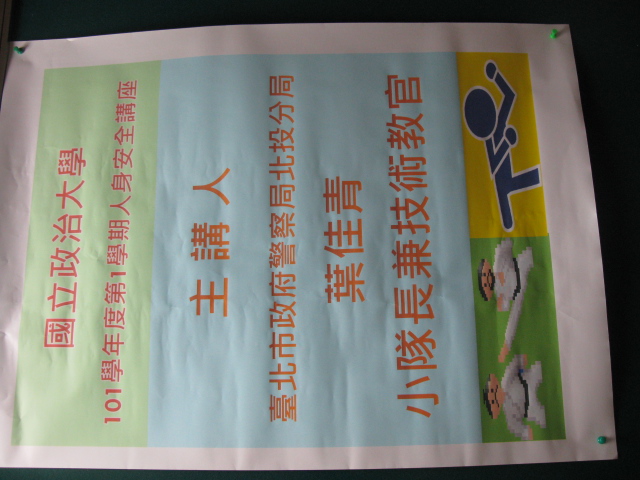 國立政治大學
101學年度第1學期人身安全講座
主講人
臺北市政府警察局北投分局
葉佳青
小隊長兼技術教官